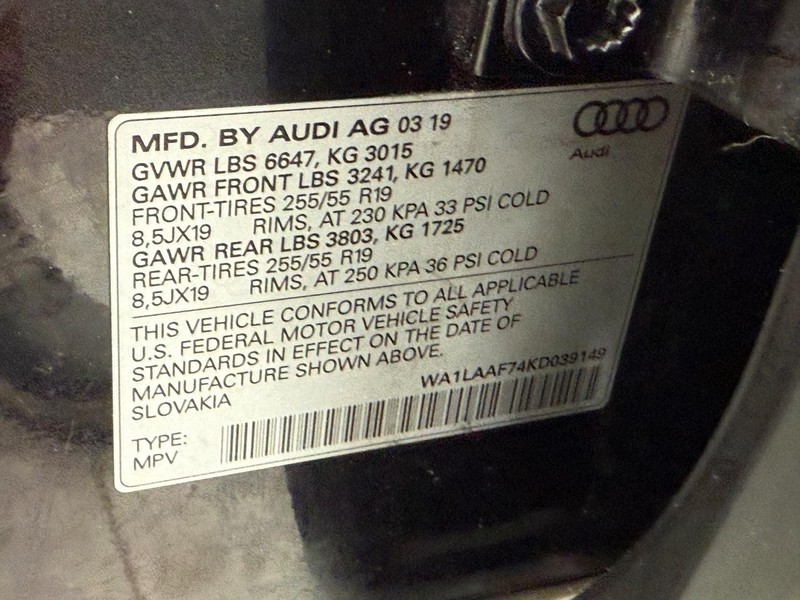 MFD. BY AUDI AG 03 19
Audi
GVWR LBS 6647, KG 3015
GAWR FRONT LBS 3241, KG 1470
FRONT-TIRES 255/55 R19
8,5JX19 RIMS, AT 230 KPA 33 PSI COLD
GAWR REAR LBS 3803, KG 1725
REAR-TIRES 255/55 R19
8,5JX19 RIMS, AT 250 KPA 36 PSI COLD
THIS VEHICLE CONFORMS TO ALL APPLICABLE
U.S. FEDERAL MOTOR VEHICLE SAFETY
STANDARDS IN EFFECT ON THE DATE OF
MANUFACTURE SHOWN ABOVE.
SLOVAKIA
WA1LAAF74KD039149
TYPE:
MPV